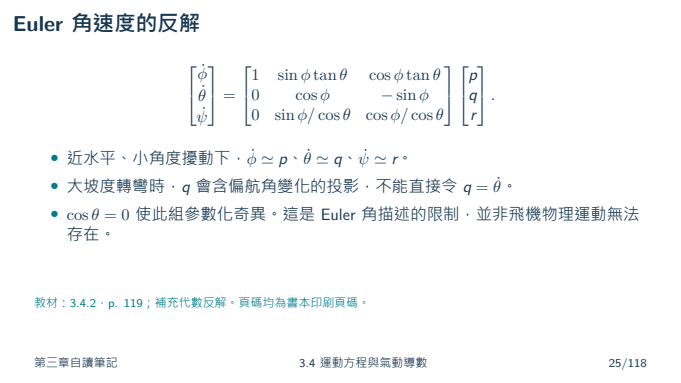 Euler 角速度的反解
[ϕ̇ θ̇ ψ̇] = [1 sin ϕ tan θ cos ϕ tan θ; 0 cos ϕ − sin ϕ; 0 sin ϕ/ cos θ cos ϕ/ cos θ] [p q r] .
• 近水平、小角度擾動下，ϕ̇ ≃ p、θ̇ ≃ q、ψ̇ ≃ r。
• 大坡度轉彎時，q 會含偏航角變化的投影，不能直接令 q = θ̇。
• cos θ = 0 使此組參數化奇異。這是 Euler 角描述的限制，並非飛機物理運動無法
存在。
教材：3.4.2，p. 119；補充代數反解。頁碼均為書本印刷頁碼。
第三章自讀筆記 3.4 運動方程與氣動導數 25/118